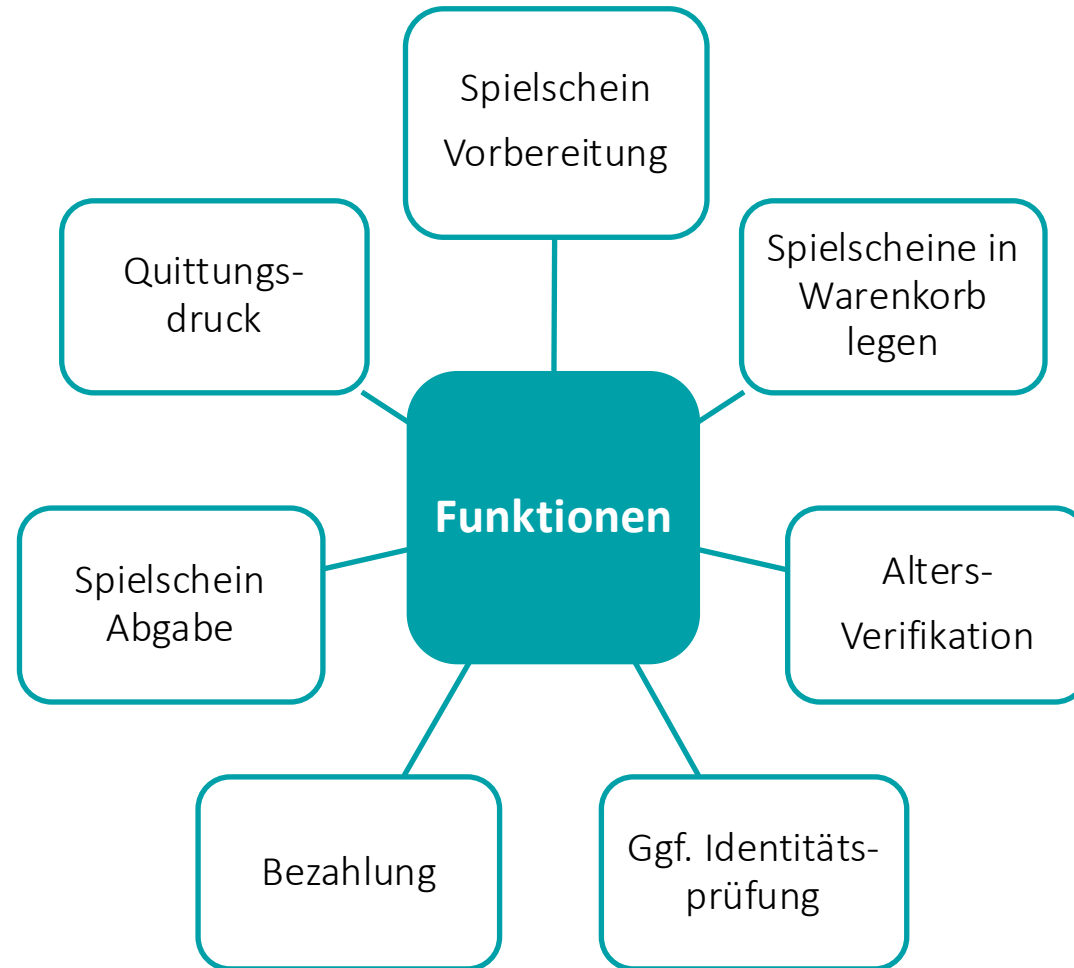 Spielschein
Vorbereitung
Spielscheine in
Warenkorb
legen
Alters-
Verifikation
Ggf. Identitäts-
prüfung
Bezahlung
Spielschein
Abgabe
Quittungs-
druck
Funktionen